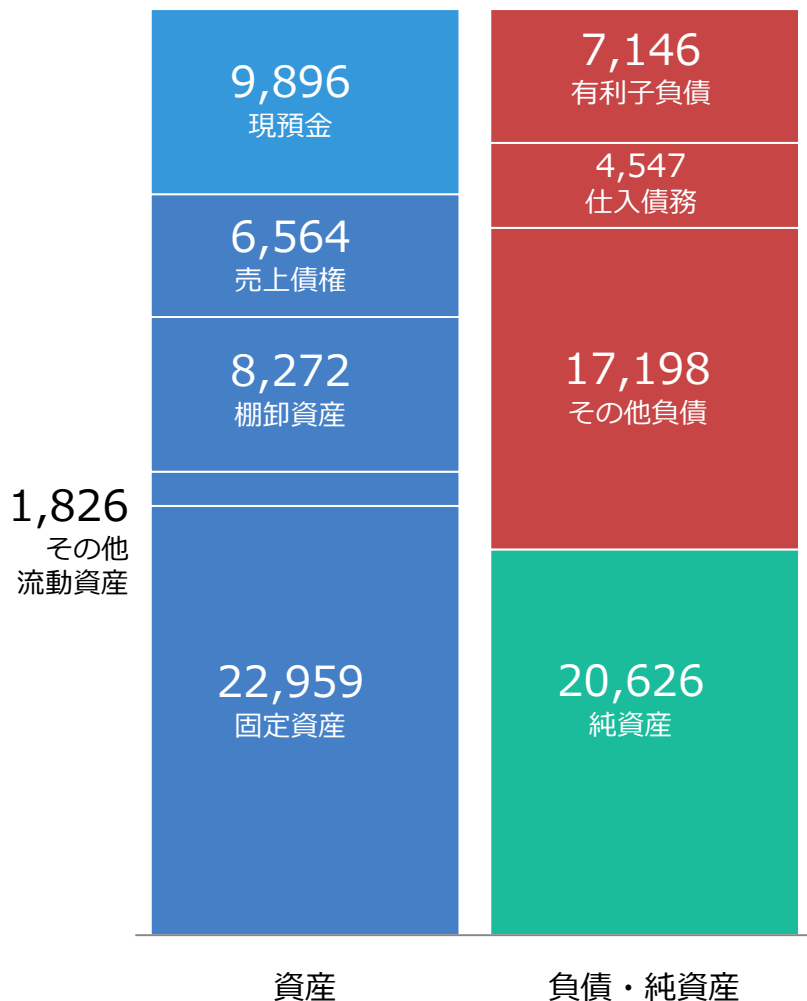 9,896
現預金
6,564
売上債権
8,272
棚卸資産
1,826
その他
流動資産
22,959
固定資産
7,146
有利子負債
4,547
仕入債務
17,198
その他負債
20,626
純資産
資産
負債・純資産